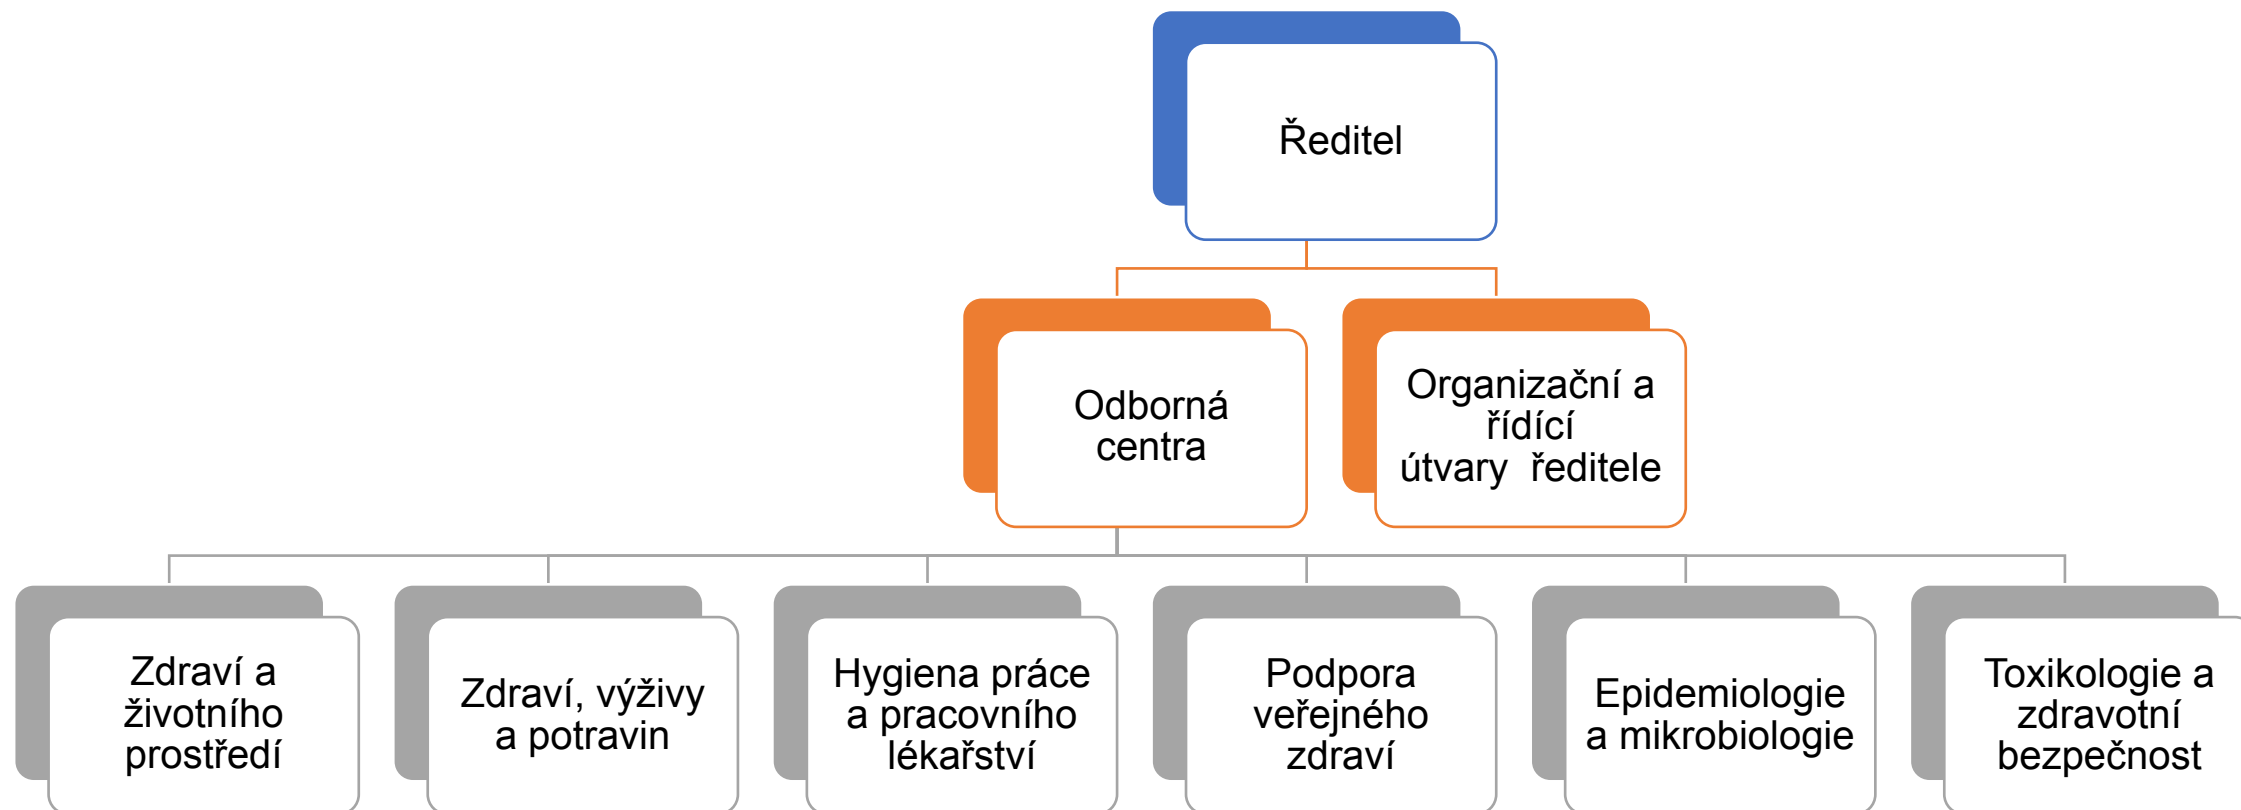 Ředitel
Odborná
centra
Organizační a
řídící
útvary  ředitele
Zdraví a
životního
prostředí
Zdraví, výživy
a potravin
Hygiena práce
a pracovního
lékařství
Podpora
veřejného
zdraví
Epidemiologie
a mikrobiologie
Toxikologie a
zdravotní
bezpečnost